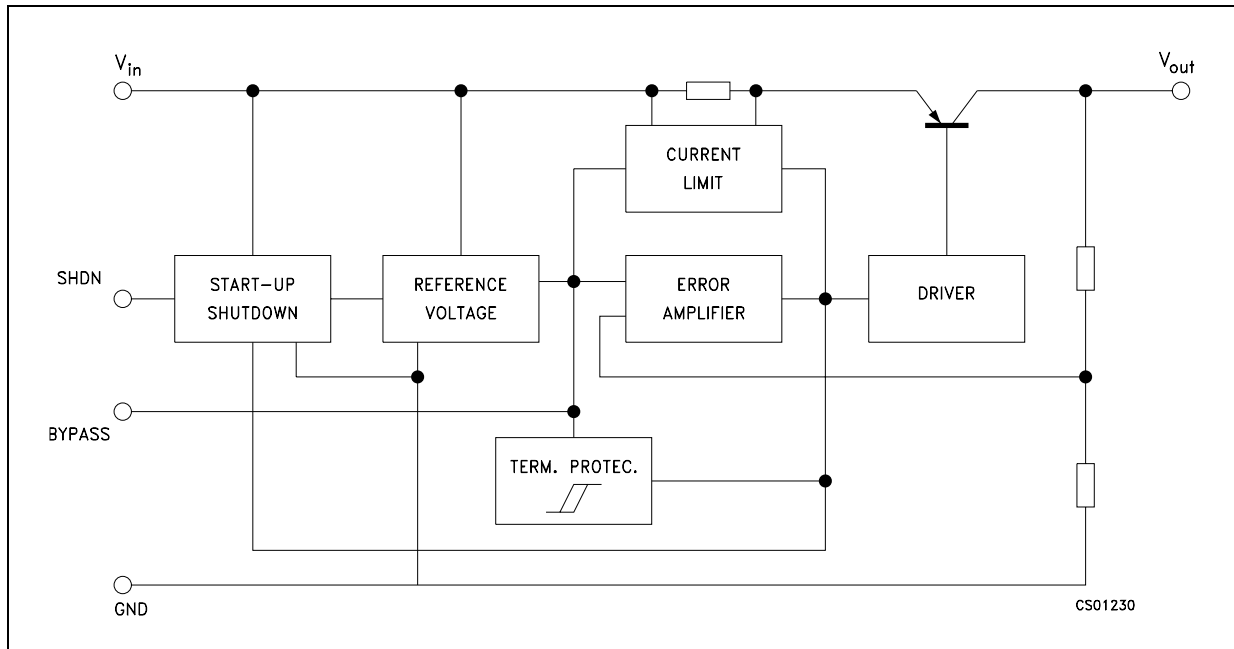 Vin
Vout
CURRENT
LIMIT
SHDN
START-UP
SHUTDOWN
REFERENCE
VOLTAGE
ERROR
AMPLIFIER
DRIVER
BYPASS
TERM. PROTEC.
GND
CS01230